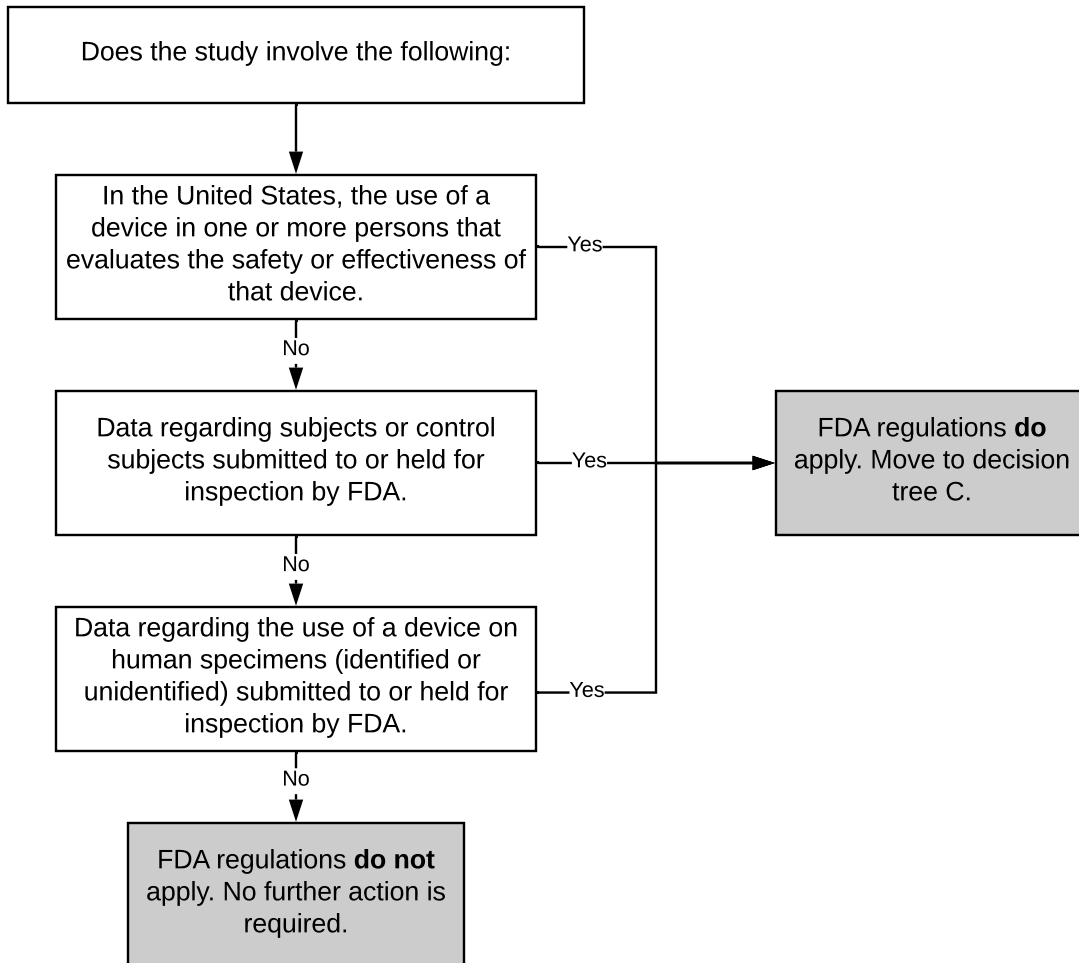 Does the study involve the following:
In the United States, the use of a
device in one or more persons that
evaluates the safety or effectiveness of
that device.
Yes
No
Data regarding subjects or control
subjects submitted to or held for
inspection by FDA.
Yes
FDA regulations do
apply. Move to decision
tree C.
No
Data regarding the use of a device on
human specimens (identified or
unidentified) submitted to or held for
inspection by FDA.
Yes
No
FDA regulations do not
apply. No further action is
required.